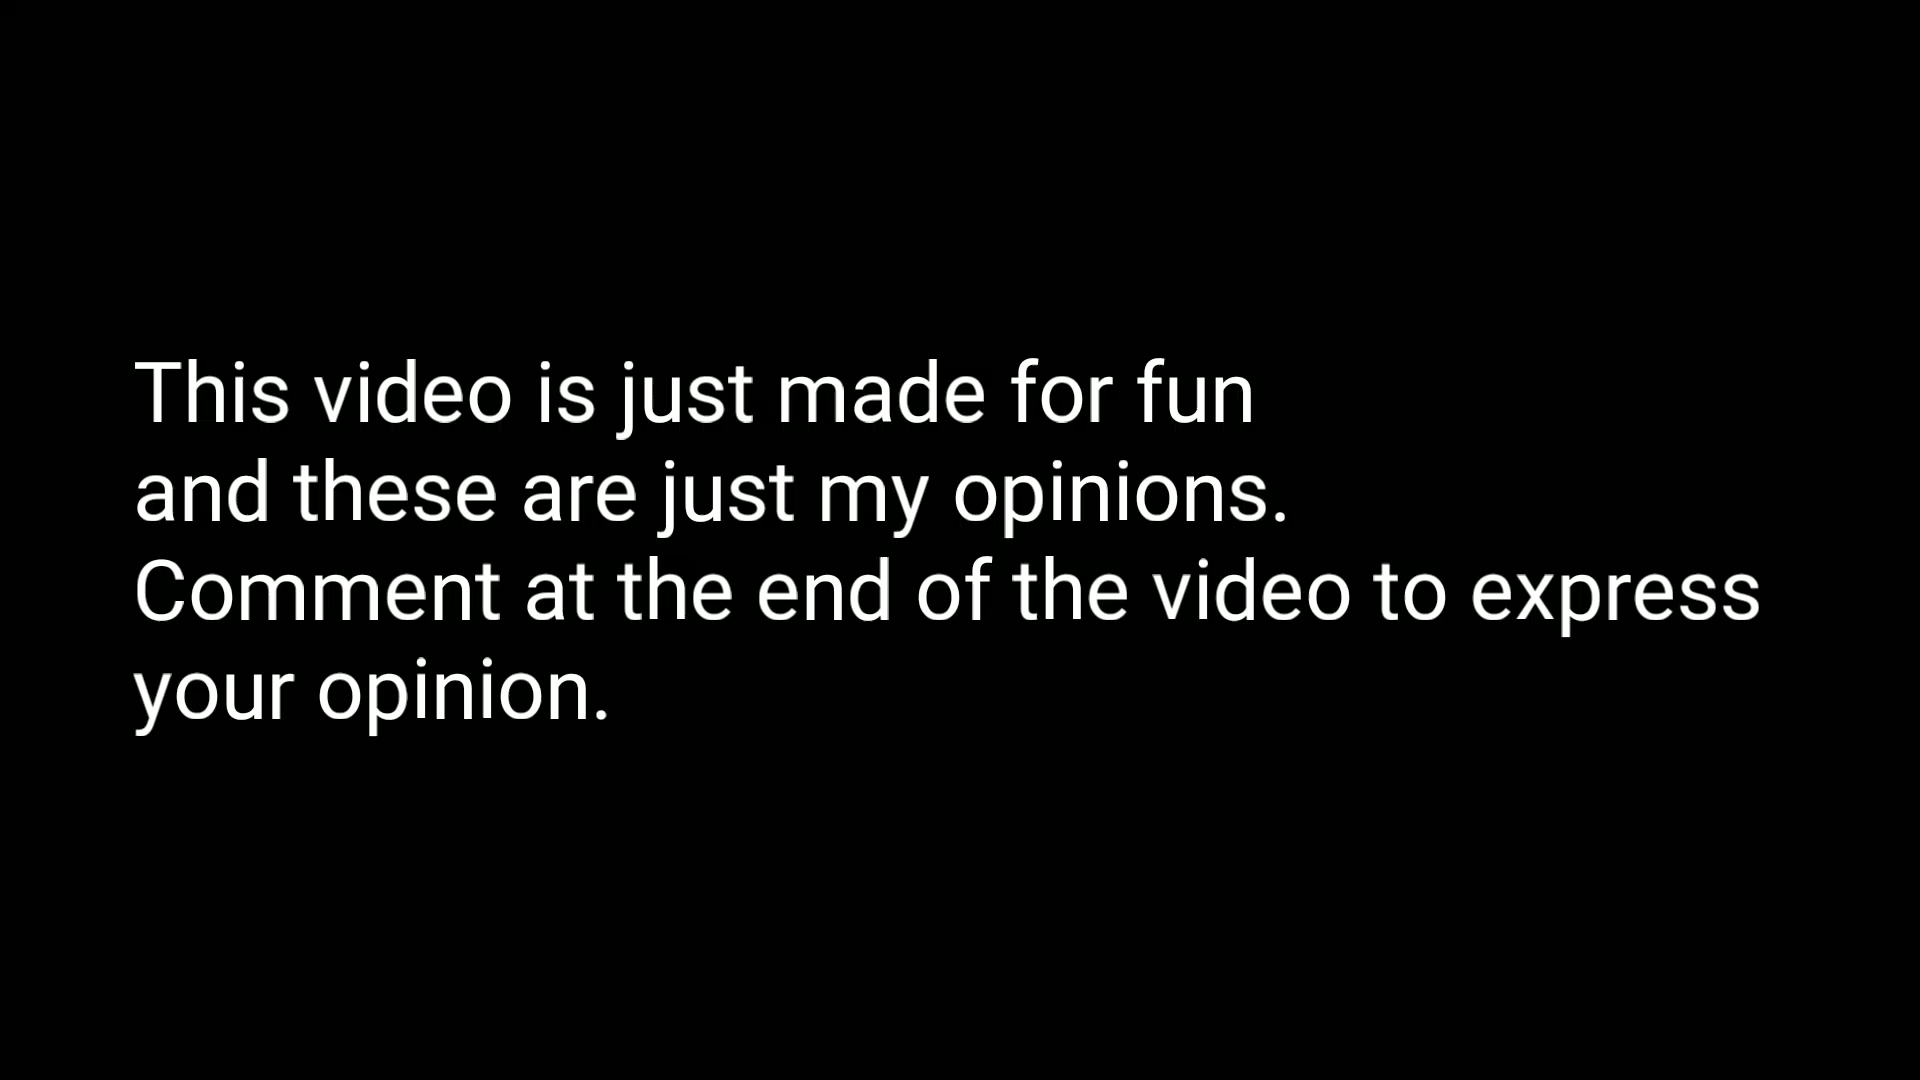 This video is just made for fun
and these are just my opinions.
Comment at the end of the video to express
your opinion.